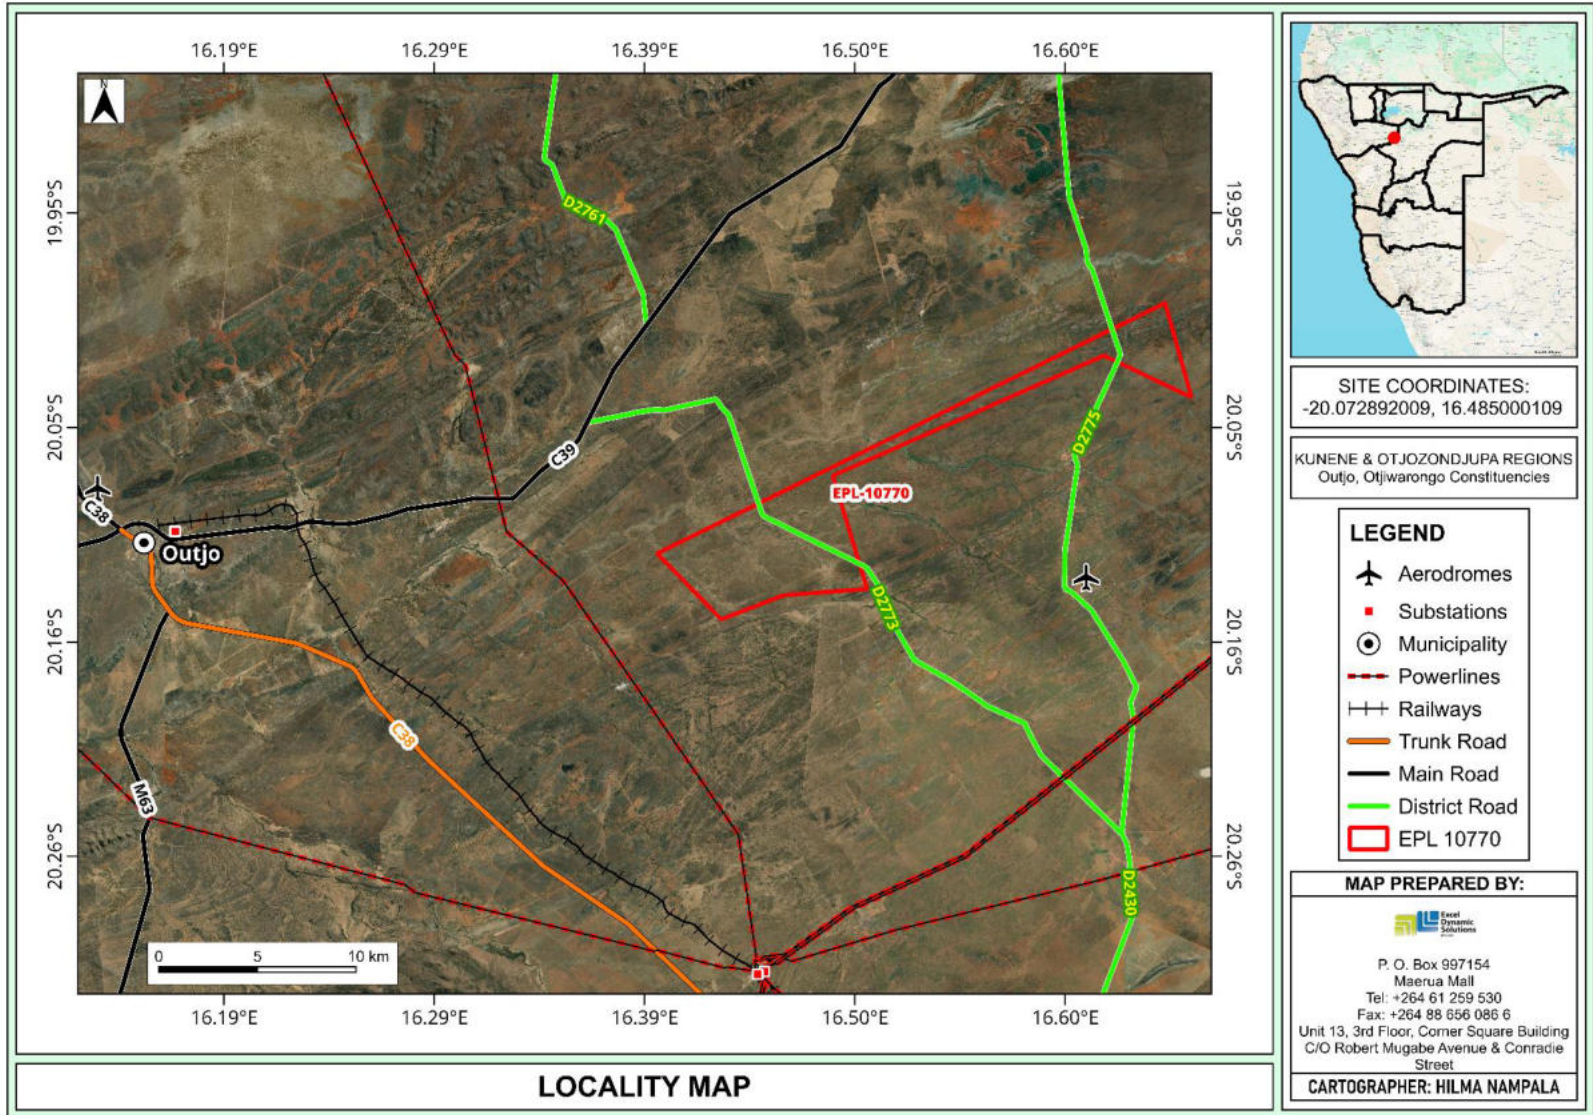 16.19°E 16.29°E 16.39°E 16.50°E 16.60°E
N
19.95°S
20.05°S
20.16°S
20.26°S
19.95°S
20.05°S
20.16°S
20.26°S
D2761
C39
D2775
EPL-10770
C38
Outjo
D2773
C38
M63
D2430
0 5 10 km
16.19°E 16.29°E 16.39°E 16.50°E 16.60°E
LOCALITY MAP
SITE COORDINATES:
-20.072892009, 16.485000109
KUNENE & OTJOZONDJUPA REGIONS
Outjo, Otjiwarongo Constituencies
LEGEND
Aerodromes
Substations
Municipality
Powerlines
Railways
Trunk Road
Main Road
District Road
EPL 10770
MAP PREPARED BY:
Excel
Dynamic
Solutions
P. O. Box 997154
Maerua Mall
Tel: +264 61 259 530
Fax: +264 88 656 086 6
Unit 13, 3rd Floor, Corner Square Building
C/O Robert Mugabe Avenue & Conradie
Street
CARTOGRAPHER: HILMA NAMPALA